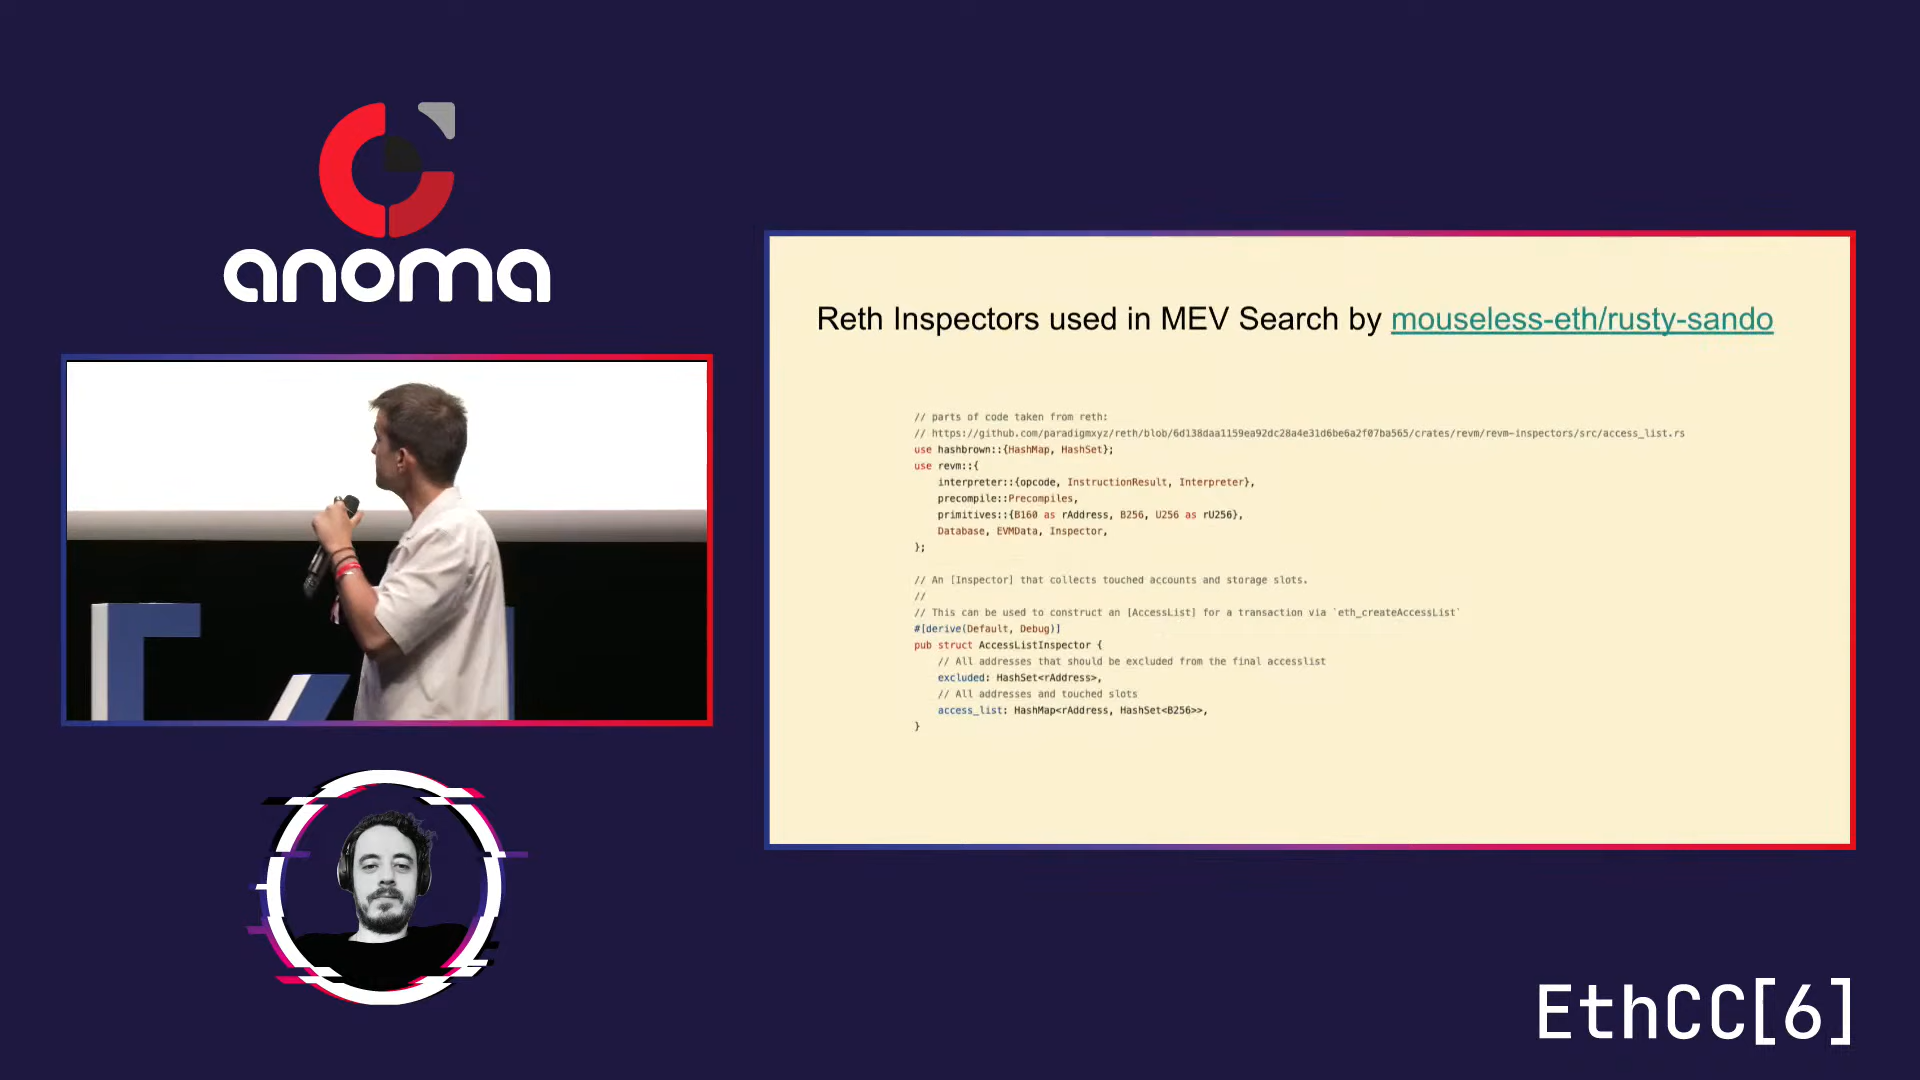 anoma
Reth Inspectors used in MEV Search by mouseless-eth/rusty-sando
// parts of code taken from reth:
// https://github.com/paradigmxyz/reth/blob/6d138daa1159ea92dc28a4e31d6be6a2f07ba565/crates/revm/revm-inspectors/src/access_list.rs
use hashbrown::{HashMap, HashSet};
use revm::{
    interpreter::{opcode, InstructionResult, Interpreter},
    precompile::Precompiles,
    primitives::{B160 as rAddress, B256, U256 as rU256},
    Database, EVMData, Inspector,
};
// An [Inspector] that collects touched accounts and storage slots.
//
// This can be used to construct an [AccessList] for a transaction via `eth_createAccessList`
#[derive(Default, Debug)]
pub struct AccessListInspector {
    // All addresses that should be excluded from the final accesslist
    excluded: HashSet<rAddress>,
    // All addresses and touched slots
    access_list: HashMap<rAddress, HashSet<B256>>,
}
EthCC[6]